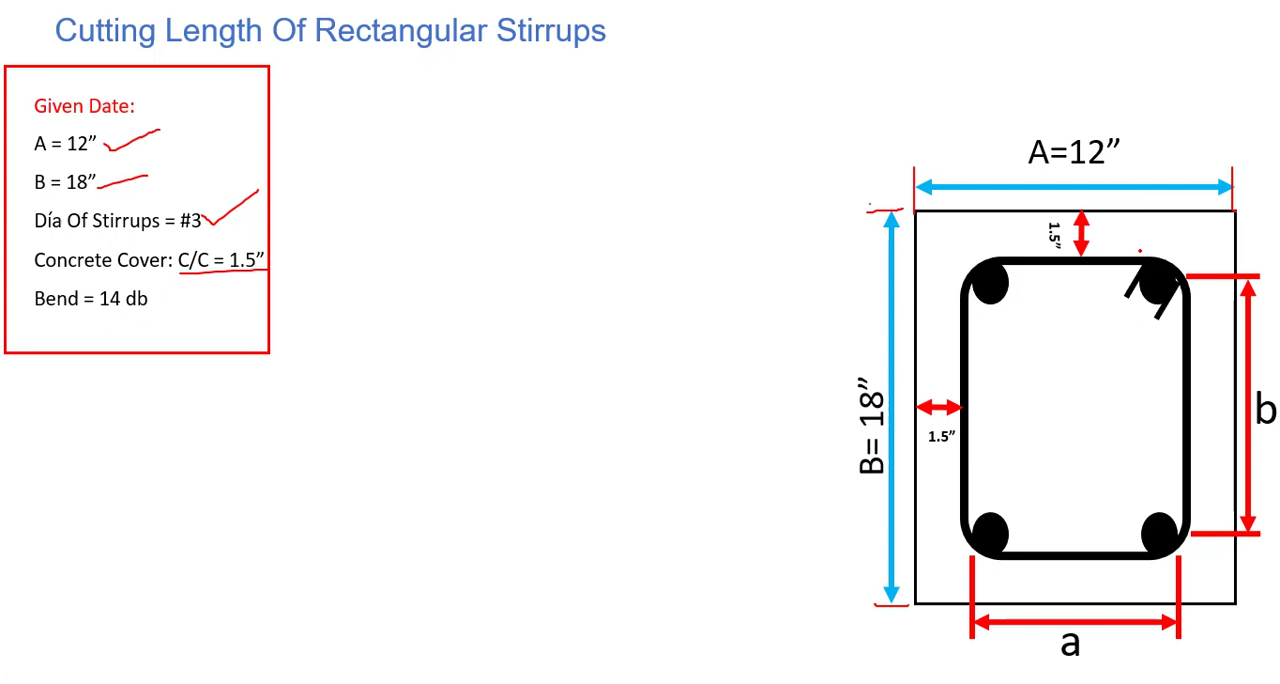 Cutting Length Of Rectangular Stirrups
Given Date:
A = 12”
B = 18”
Día Of Stirrups = #3
Concrete Cover: C/C = 1.5”
Bend = 14 db
A=12”
1.5”
B= 18”
1.5”
b
a